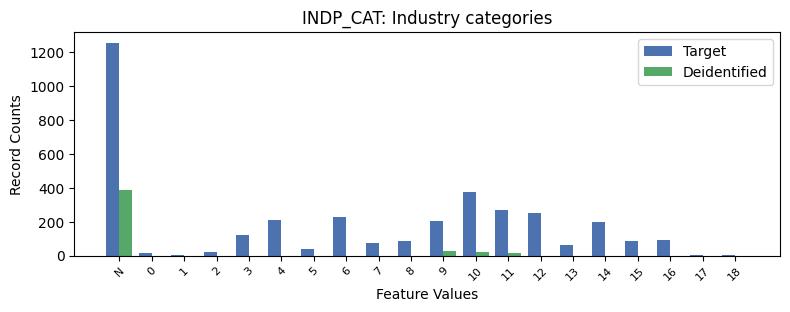 INDP_CAT: Industry categories
Target
Deidentified
Record Counts
1200
1000
800
600
400
200
0
N 0 1 2 3 4 5 6 7 8 9 10 11 12 13 14 15 16 17 18
Feature Values